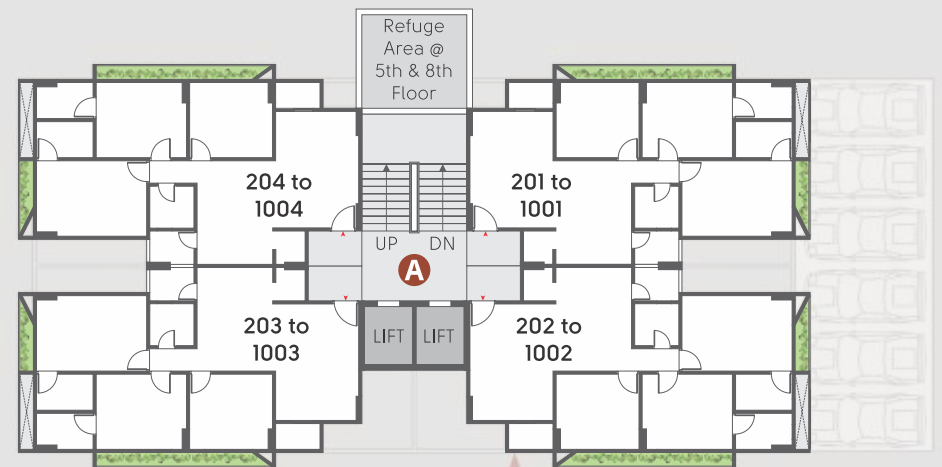 Refuge
Area @
5th & 8th
Floor
204 to
1004
201 to
1001
UP
DN
A
203 to
1003
LIFT
LIFT
202 to
1002